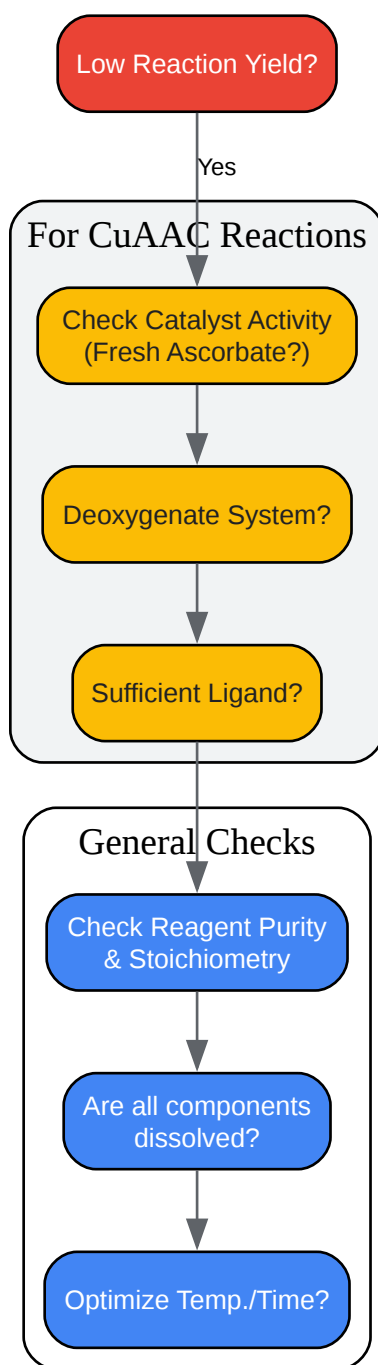 Low Reaction Yield?
Yes
For CuAAC Reactions
Check Catalyst Activity
(Fresh Ascorbate?)
Deoxygenate System?
Sufficient Ligand?
General Checks
Check Reagent Purity
& Stoichiometry
Are all components
dissolved?
Optimize Temp./Time?